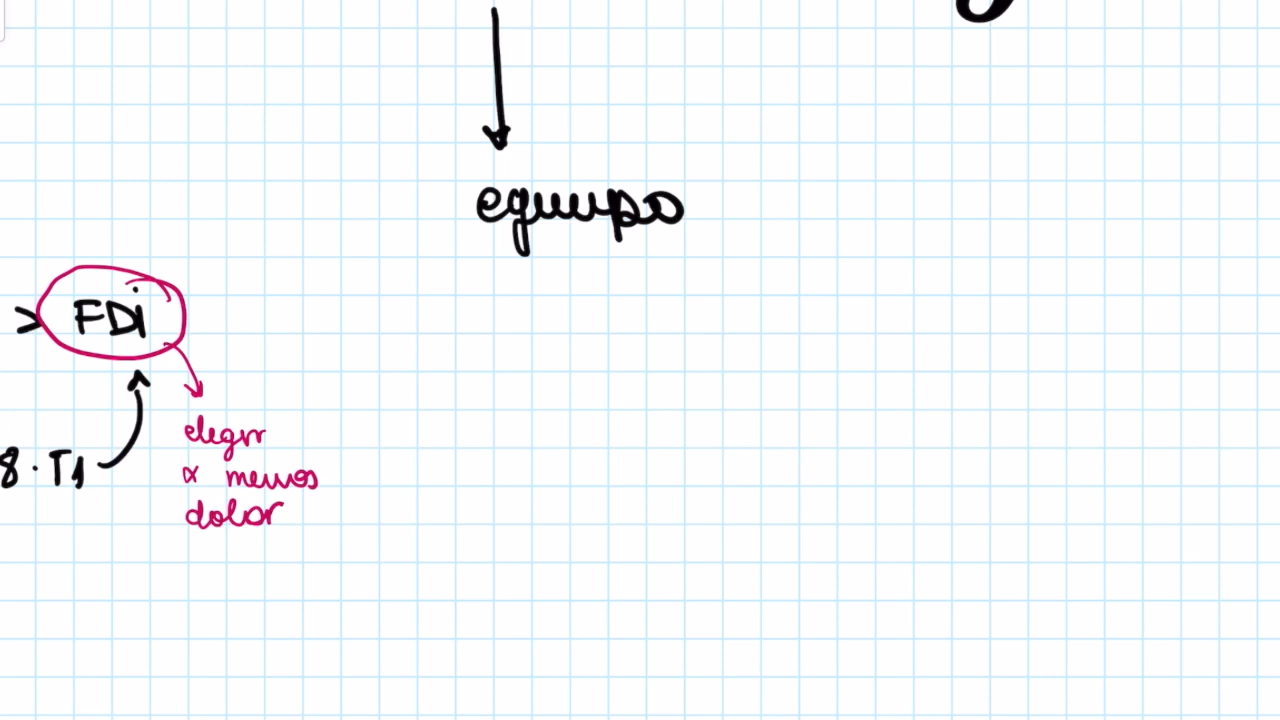 equipo
> FDi
8·T1
elegir
∝ menos
dolor